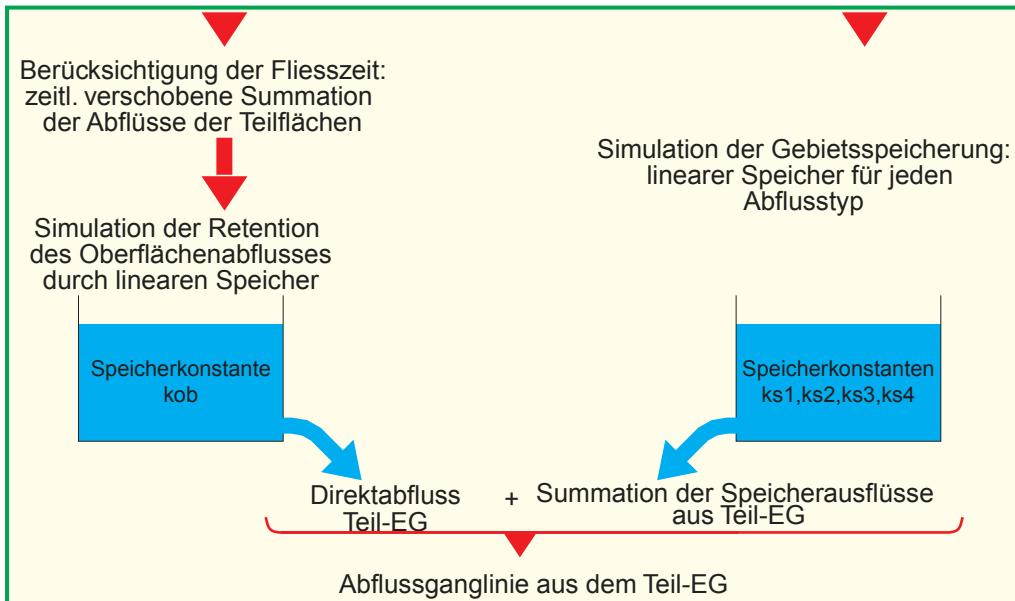 Berücksichtigung der Fliesszeit:
zeitl. verschobene Summation
der Abflüsse der Teilflächen
Simulation der Retention
des Oberflächenabflusses
durch linearen Speicher
Speicherkonstante
kob
Simulation der Gebietsspeicherung:
linearer Speicher für jeden
Abflusstyp
Speicherkonstanten
ks1,ks2,ks3,ks4
Direktabfluss
Teil-EG
+
Summation der Speicherausflüsse
aus Teil-EG
Abflussganglinie aus dem Teil-EG